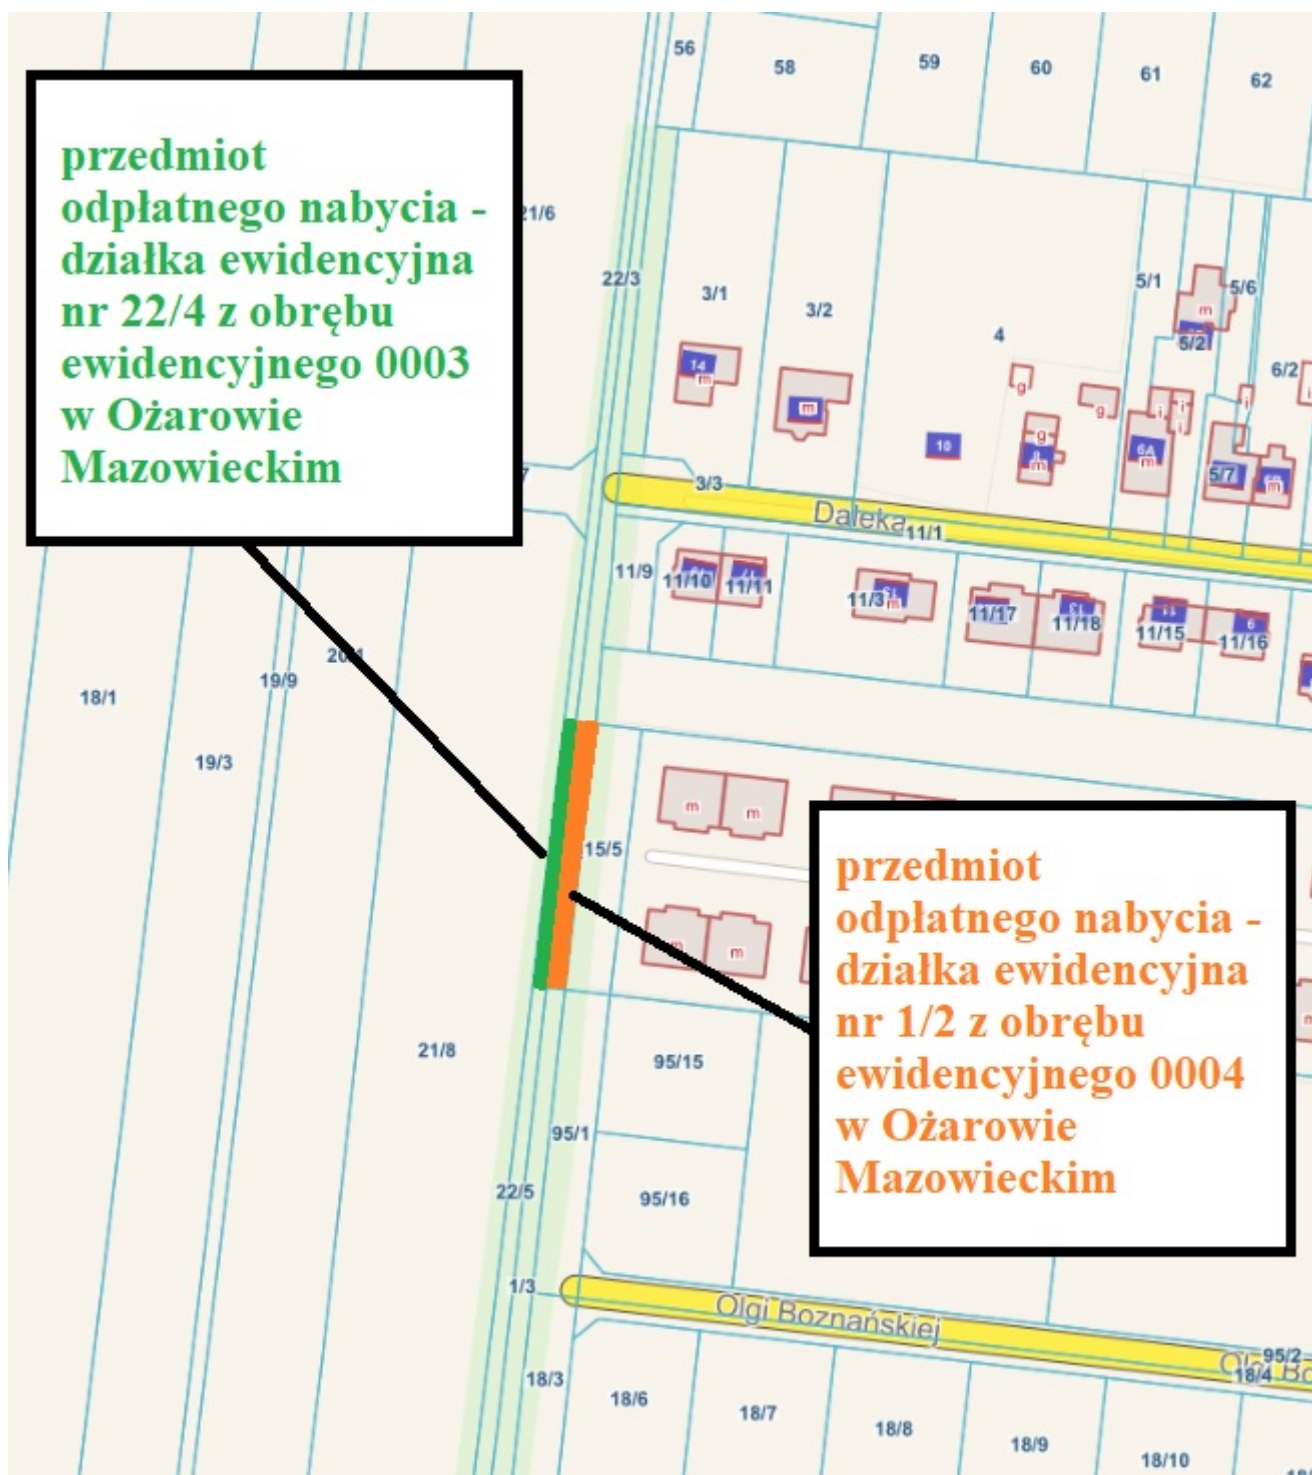 56
58
59
60
61
62
przedmiot
odpłatnego nabycia -
działka ewidencyjna
nr 22/4 z obrębu
ewidencyjnego 0003
w Ożarowie
Mazowieckim
21/6
22/3
3/1
3/2
4
5/1
5/6
m
5/2
6/2
14
m
m
g
g
i
i
i
i
i
10
g
m
6A
m
5/7
m
3/3
Daleka
11/1
11/9
11/10
11/11
11/3
m
11/17
11/18
13
11/15
11
11/16
9
20/1
19/9
18/1
19/3
m
m
15/5
m
m
m
przedmiot
odpłatnego nabycia -
działka ewidencyjna
nr 1/2 z obrębu
ewidencyjnego 0004
w Ożarowie
Mazowieckim
21/8
95/15
95/1
22/5
95/16
1/3
Olgi Boznańskiej
95/2
18/4
18/3
18/6
18/7
18/8
18/9
18/10